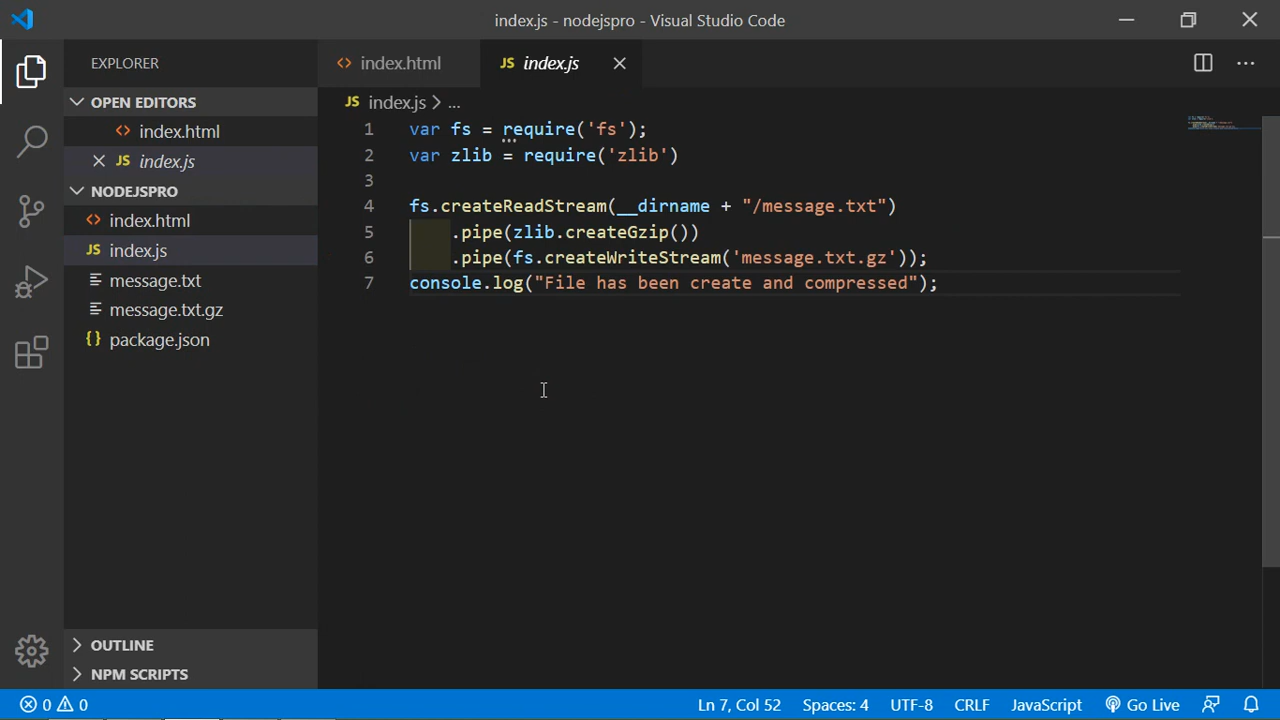 index.js - nodejspro - Visual Studio Code
EXPLORER
OPEN EDITORS
index.html
JS index.js
NODEJSPRO
index.html
JS index.js
message.txt
message.txt.gz
{} package.json
OUTLINE
NPM SCRIPTS
index.html
JS index.js
JS index.js > ...
1 var fs = require('fs');
2 var zlib = require('zlib')
3
4 fs.createReadStream(__dirname + "/message.txt")
5 .pipe(zlib.createGzip())
6 .pipe(fs.createWriteStream('message.txt.gz'));
7 console.log("File has been create and compressed");
0 0
Ln 7, Col 52 Spaces: 4 UTF-8 CRLF JavaScript Go Live